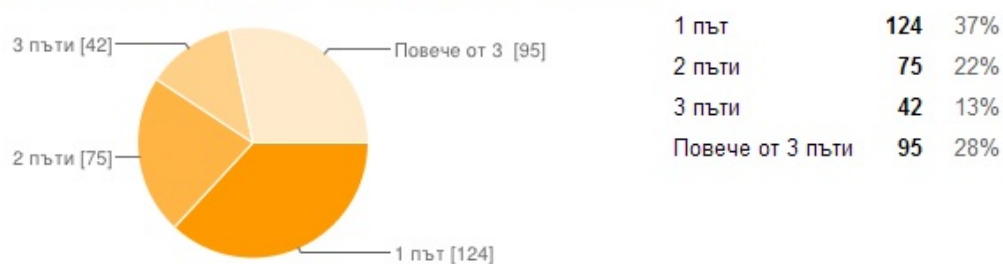 3 пъти [42]
Повече от 3 [95]
2 пъти [75]
1 път [124]
1 път 124 37%
2 пъти 75 22%
3 пъти 42 13%
Повече от 3 пъти 95 28%